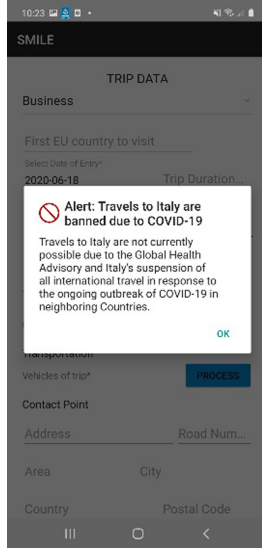 10:23
SMILE
TRIP DATA
Business
First EU country to visit
Select Date of Entry*
2020-06-18 Trip Duration...
Alert: Travels to Italy are
banned due to COVID-19
Travels to Italy are not currently
possible due to the Global Health
Advisory and Italy's suspension of
all international travel in response to
the ongoing outbreak of COVID-19 in
neighboring Countries.
OK
Transportation
Vehicles of trip* PROCESS
Contact Point
Address Road Num...
Area City
Country Postal Code